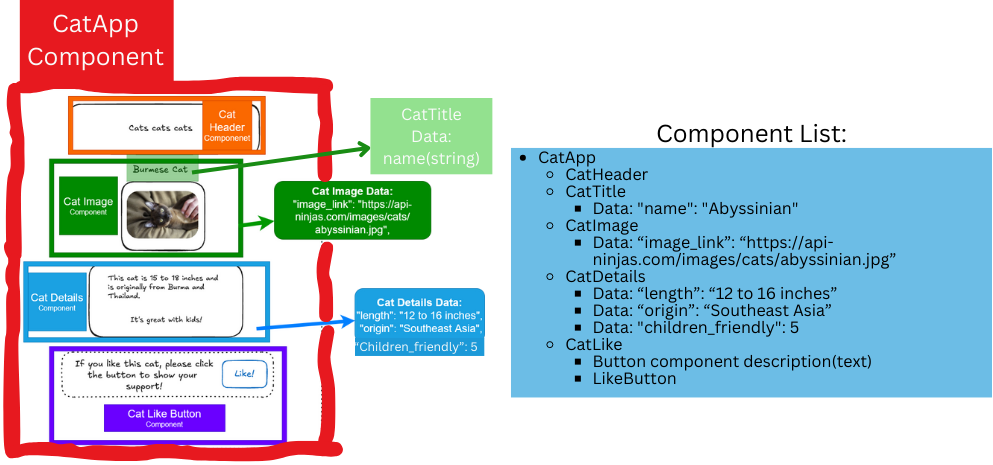 CatApp
Component
Cats cats cats
Cat
Header
Componenet
CatTitle
Data:
name(string)
Burmese Cat
Cat Image
Component
Cat Image Data:
"image_link": "https://api-
ninjas.com/images/cats/
abyssinian.jpg",
This cat is 15 to 18 inches and
is originally from Burma and
Thailand.
It's great with kids!
Cat Details
Component
Cat Details Data:
"length": "12 to 16 inches",
"origin": "Southeast Asia",
"Children_friendly": 5
If you like this cat, please click
the button to show your
support!
Like!
Cat Like Button
Component
Component List:
• CatApp
◦ CatHeader
◦ CatTitle
▪ Data: "name": "Abyssinian"
◦ CatImage
▪ Data: “image_link”: “https://api-
ninjas.com/images/cats/abyssinian.jpg”
◦ CatDetails
▪ Data: “length”: “12 to 16 inches”
▪ Data: “origin”: “Southeast Asia”
▪ Data: "children_friendly": 5
◦ CatLike
▪ Button component description(text)
▪ LikeButton